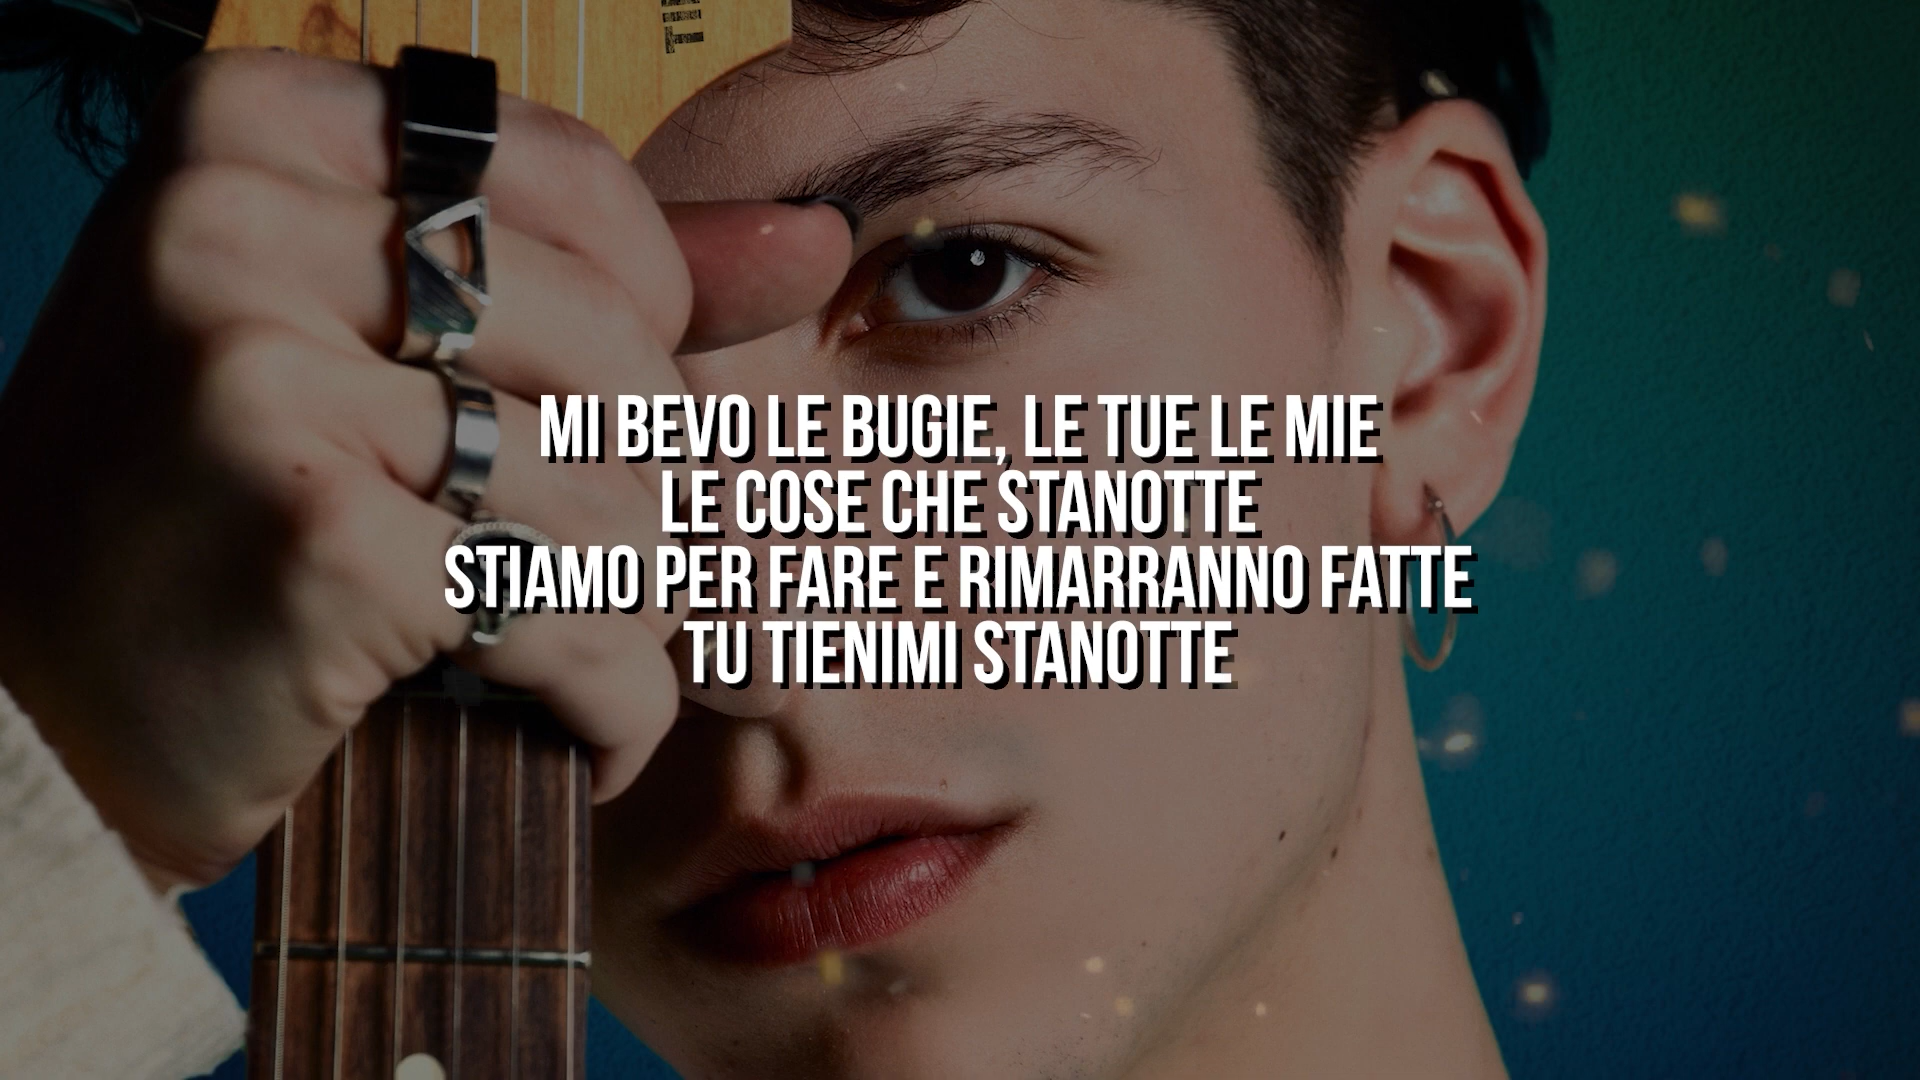 MI BEVO LE BUGIE, LE TUE LE MIE
LE COSE CHE STANOTTE
STIAMO PER FARE E RIMARRANNO FATTE
TU TIENIMI STANOTTE